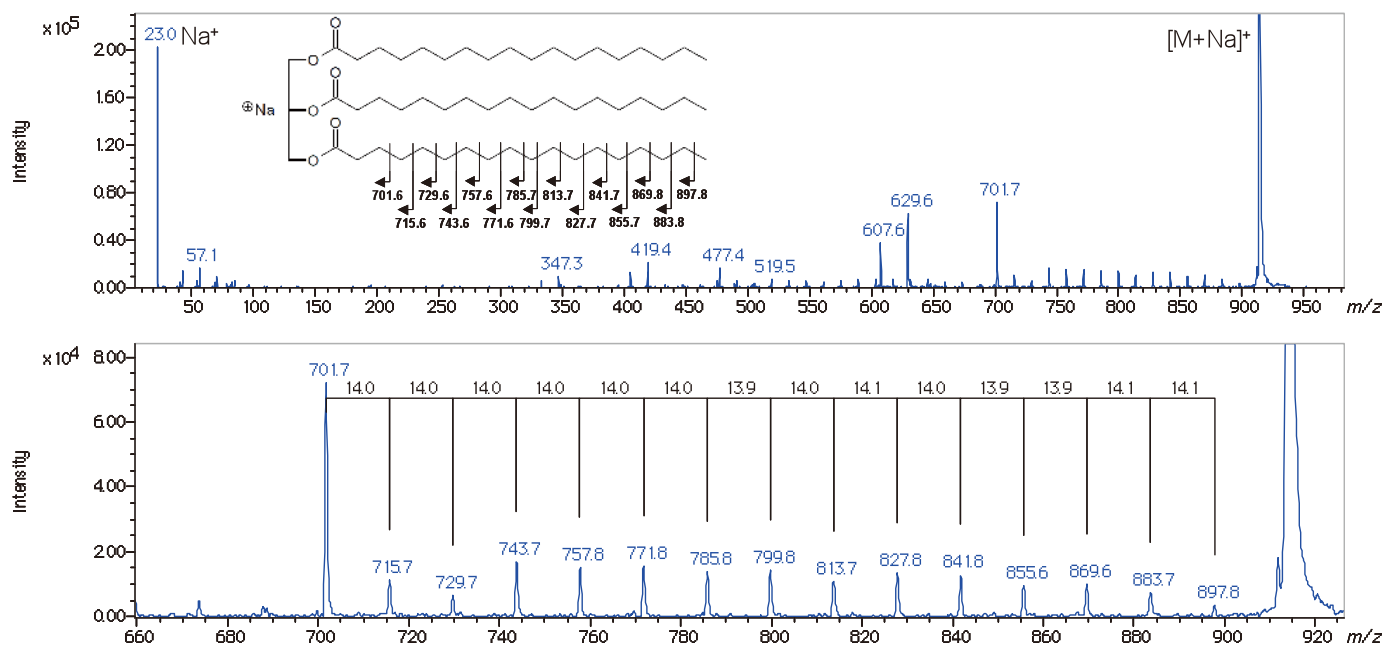 ×10⁵
2.00
1.60
1.20
0.80
0.40
0.00
Intensity
23.0 Na⁺
57.1
347.3
419.4
477.4
519.5
607.6
629.6
701.7
[M+Na]⁺
O
O
O
O
O
O
⊕Na
701.6 729.6 757.6 785.7 813.7 841.7 869.8 897.8
715.6 743.6 771.6 799.7 827.7 855.7 883.8
50 100 150 200 250 300 350 400 450 500 550 600 650 700 750 800 850 900 950 m/z
×10⁴
8.00
6.00
4.00
2.00
0.00
Intensity
701.7
14.0 14.0 14.0 14.0 14.0 14.0 13.9 14.0 14.1 14.0 13.9 13.9 14.1 14.1
715.7 729.7 743.7 757.8 771.8 785.8 799.8 813.7 827.8 841.8 855.6 869.6 883.7 897.8
660 680 700 720 740 760 780 800 820 840 860 880 900 920 m/z